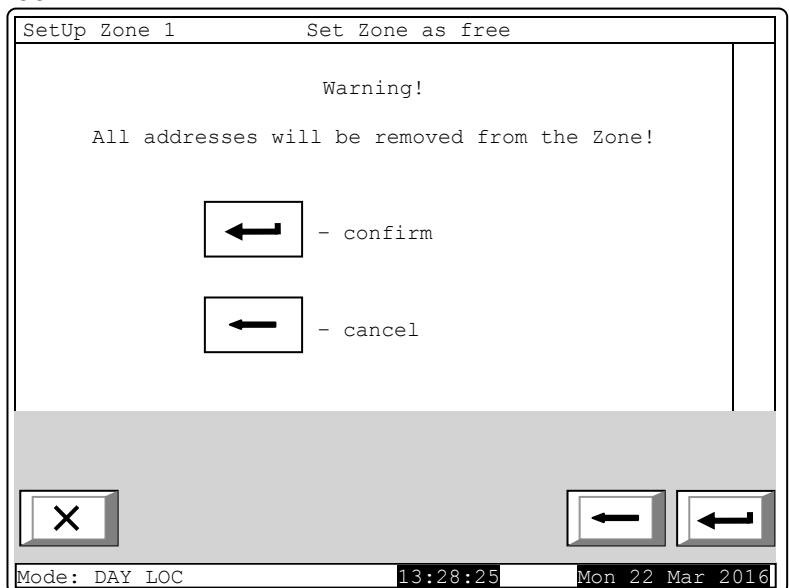 SetUp Zone 1 Set Zone as free
Warning!
All addresses will be removed from the Zone!
- confirm
- cancel
Mode: DAY LOC 13:28:25 Mon 22 Mar 2016